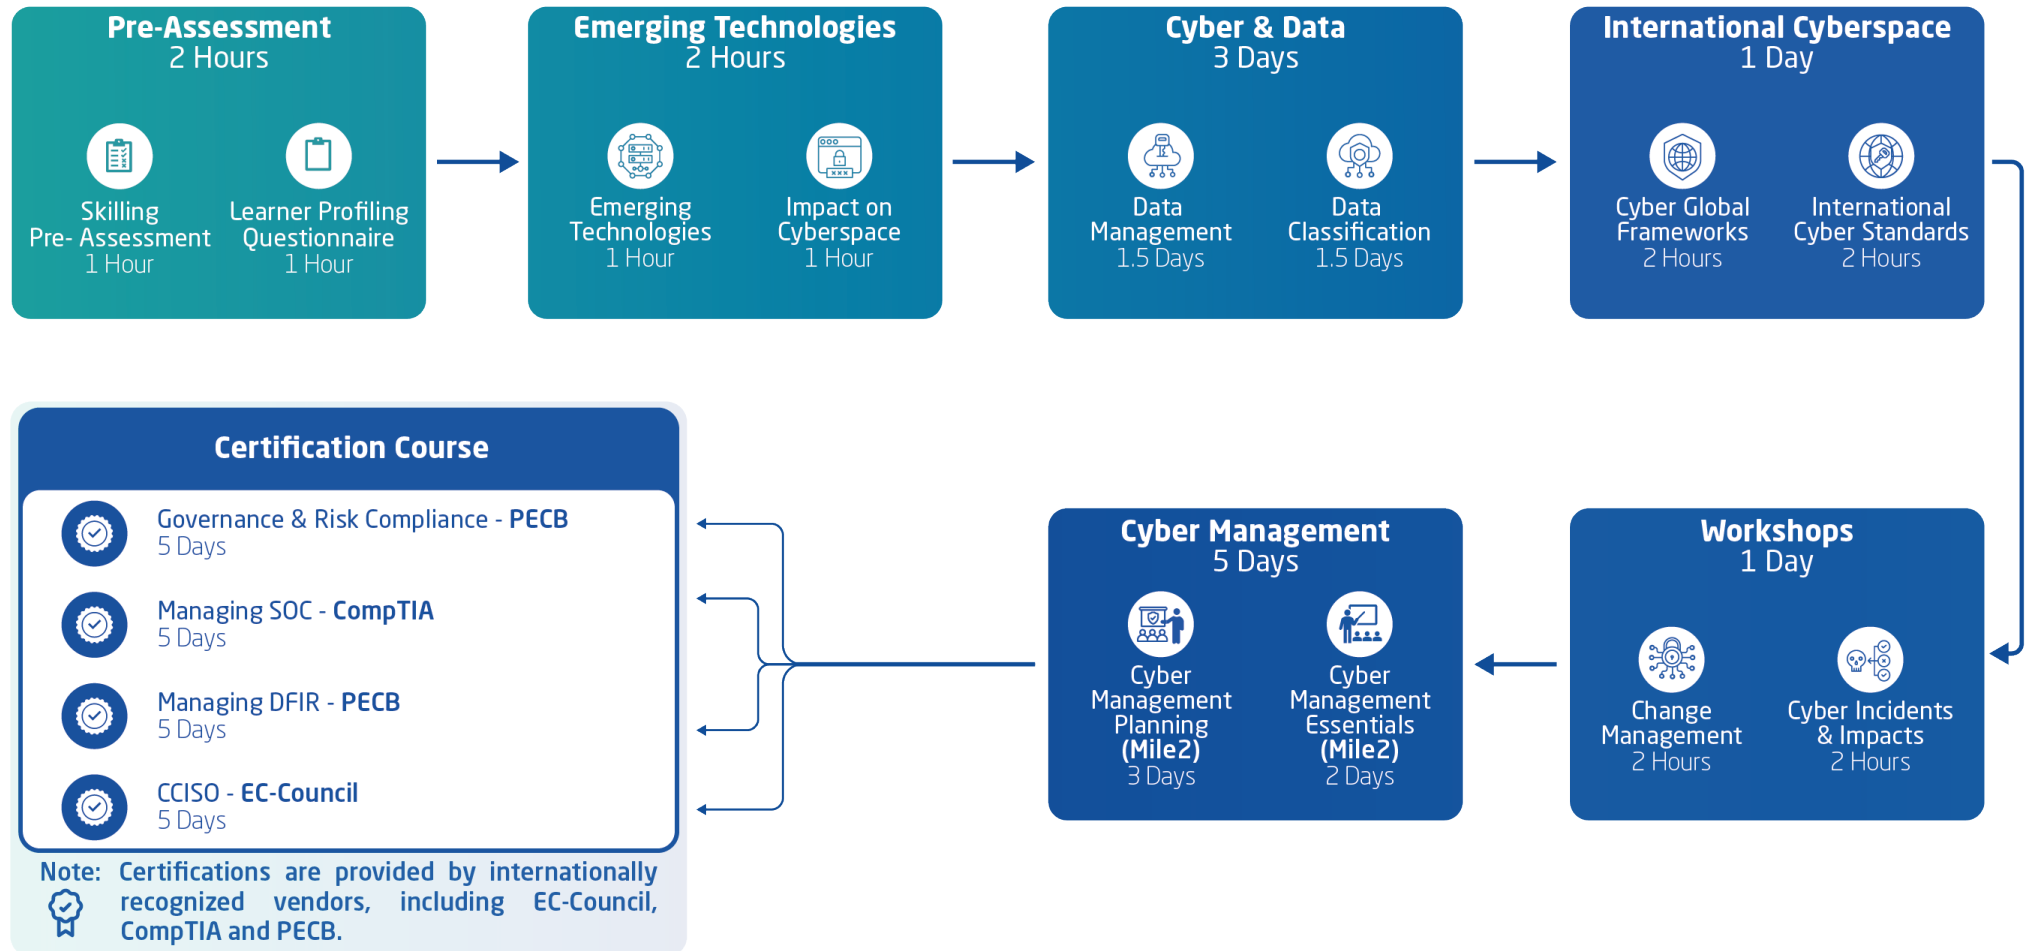 Pre-Assessment
2 Hours
Skilling
Pre- Assessment
1 Hour
Learner Profiling
Questionnaire
1 Hour
Emerging Technologies
2 Hours
Emerging
Technologies
1 Hour
Impact on
Cyberspace
1 Hour
Cyber & Data
3 Days
Data
Management
1.5 Days
Data
Classification
1.5 Days
International Cyberspace
1 Day
Cyber Global
Frameworks
2 Hours
International
Cyber Standards
2 Hours
Workshops
1 Day
Change
Management
2 Hours
Cyber Incidents
& Impacts
2 Hours
Cyber Management
5 Days
Cyber
Management
Planning
(Mile2)
3 Days
Cyber
Management
Essentials
(Mile2)
2 Days
Certification Course
Governance & Risk Compliance - PECB
5 Days
Managing SOC - CompTIA
5 Days
Managing DFIR - PECB
5 Days
CCISO - EC-Council
5 Days
Note: Certifications are provided by internationally
recognized vendors, including EC-Council,
CompTIA and PECB.